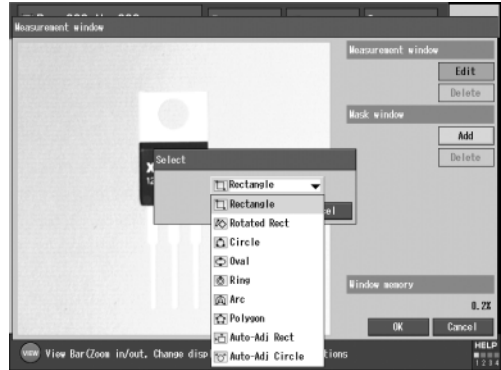 Measurement window
Measurement window
Edit
Delete
Mask window
Add
Delete
Select
Rectangle
Rectangle
Rotated Rect
Circle
Oval
Ring
Arc
Polygon
Auto-Adj Rect
Auto-Adj Circle
Window memory
0.2%
OK
Cancel
VIEW
View Bar(Zoom in/out, Change disp
tions
HELP
1 2 3 4